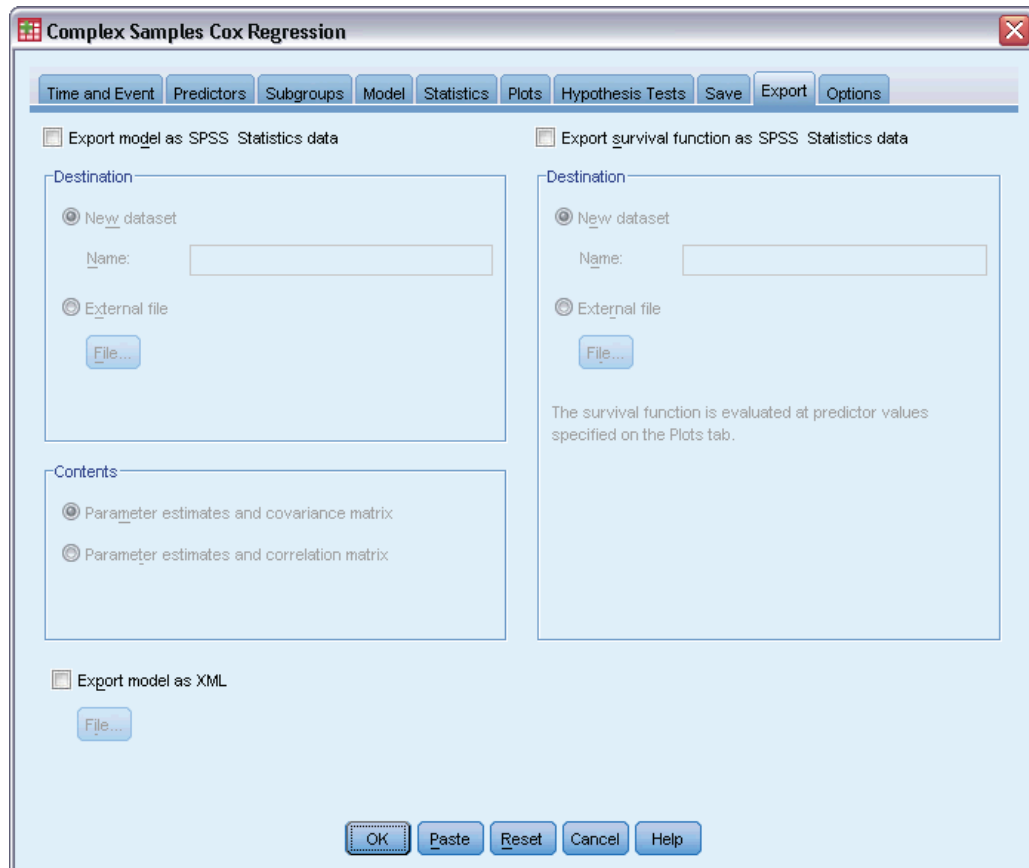 Complex Samples Cox Regression
Time and Event Predictors Subgroups Model Statistics Plots Hypothesis Tests Save Export Options
Export model as SPSS Statistics data
Destination
New dataset
Name:
External file
File...
Contents
Parameter estimates and covariance matrix
Parameter estimates and correlation matrix
Export model as XML
File...
Export survival function as SPSS Statistics data
Destination
New dataset
Name:
External file
File...
The survival function is evaluated at predictor values
specified on the Plots tab.
OK Paste Reset Cancel Help